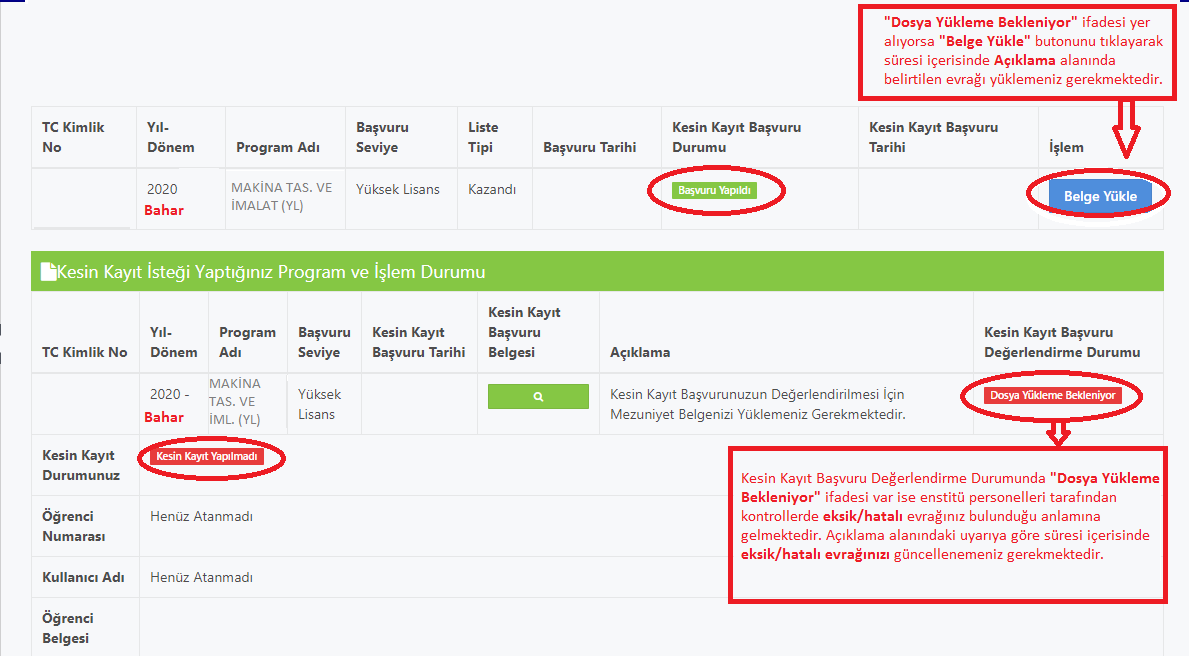 "Dosya Yükleme Bekleniyor" ifadesi yer
alıyorsa "Belge Yükle" butonunu tıklayarak
süresi içerisinde Açıklama alanında
belirtilen evrağı yüklemeniz gerekmektedir.
TC Kimlik No
Yıl-Dönem
Program Adı
Başvuru Seviye
Liste Tipi
Başvuru Tarihi
Kesin Kayıt Başvuru Durumu
Kesin Kayıt Başvuru Tarihi
İşlem
2020
Bahar
MAKİNA TAS. VE
İMALAT (YL)
Yüksek Lisans
Kazandı
Başvuru Yapıldı
Belge Yükle
Kesin Kayıt İsteği Yaptığınız Program ve İşlem Durumu
TC Kimlik No
Yıl-Dönem
Program Adı
Başvuru Seviye
Kesin Kayıt Başvuru Tarihi
Kesin Kayıt Başvuru Belgesi
Açıklama
Kesin Kayıt Başvuru Değerlendirme Durumu
2020 -
Bahar
MAKİNA
TAS. VE
İML. (YL)
Yüksek
Lisans
Kesin Kayıt Başvurunuzun Değerlendirilmesi İçin
Mezuniyet Belgenizi Yüklemeniz Gerekmektedir.
Dosya Yükleme Bekleniyor
Kesin Kayıt
Durumunuz
Kesin Kayıt Yapılmadı
Kesin Kayıt Başvuru Değerlendirme Durumunda "Dosya Yükleme
Bekleniyor" ifadesi var ise enstitü personelleri tarafından
kontrollerde eksik/hatalı evrağınız bulunduğu anlamına
gelmektedir. Açıklama alanındaki uyarıya göre süresi içerisinde
eksik/hatalı evrağınızı güncellenemeniz gerekmektedir.
Öğrenci
Numarası
Henüz Atanmadı
Kullanıcı Adı
Henüz Atanmadı
Öğrenci
Belgesi